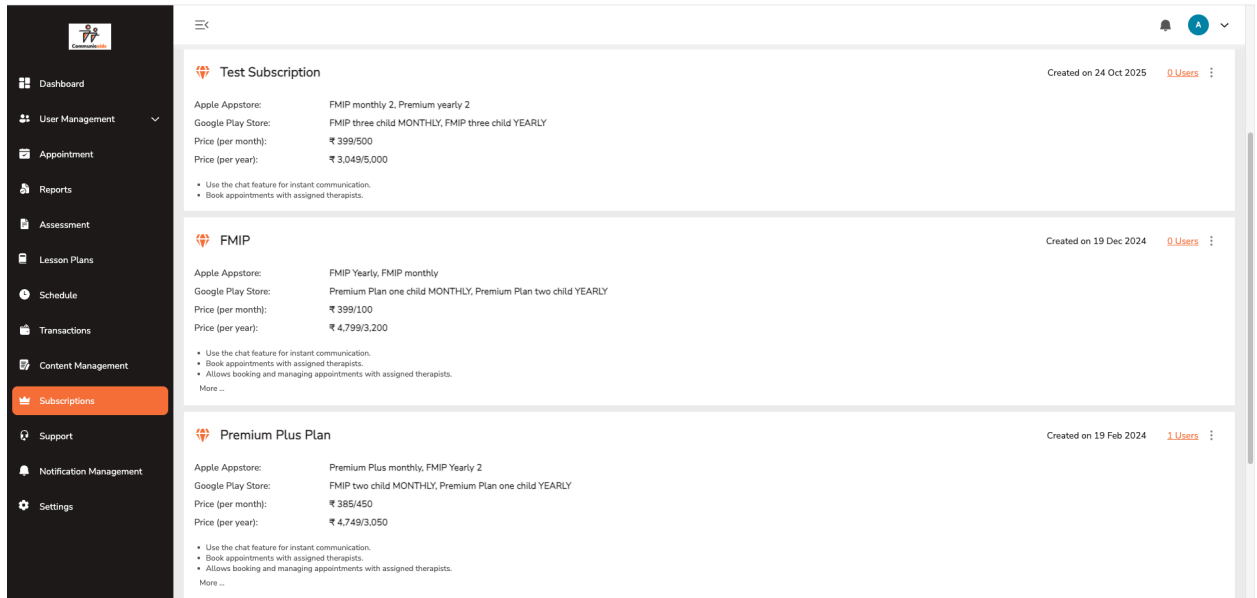 Communicaide
A
Dashboard
User Management
Appointment
Reports
Assessment
Lesson Plans
Schedule
Transactions
Content Management
Subscriptions
Support
Notification Management
Settings
Test Subscription
Created on 24 Oct 2025
0 Users
Apple Appstore: FMIP monthly 2, Premium yearly 2
Google Play Store: FMIP three child MONTHLY, FMIP three child YEARLY
Price (per month): ₹ 399/500
Price (per year): ₹ 3,049/5,000
• Use the chat feature for instant communication.
• Book appointments with assigned therapists.
FMIP
Created on 19 Dec 2024
0 Users
Apple Appstore: FMIP Yearly, FMIP monthly
Google Play Store: Premium Plan one child MONTHLY, Premium Plan two child YEARLY
Price (per month): ₹ 399/100
Price (per year): ₹ 4,799/3,200
• Use the chat feature for instant communication.
• Book appointments with assigned therapists.
• Allows booking and managing appointments with assigned therapists.
More ...
Premium Plus Plan
Created on 19 Feb 2024
1 Users
Apple Appstore: Premium Plus monthly, FMIP Yearly 2
Google Play Store: FMIP two child MONTHLY, Premium Plan one child YEARLY
Price (per month): ₹ 385/450
Price (per year): ₹ 4,749/3,050
• Use the chat feature for instant communication.
• Book appointments with assigned therapists.
• Allows booking and managing appointments with assigned therapists.
More ...